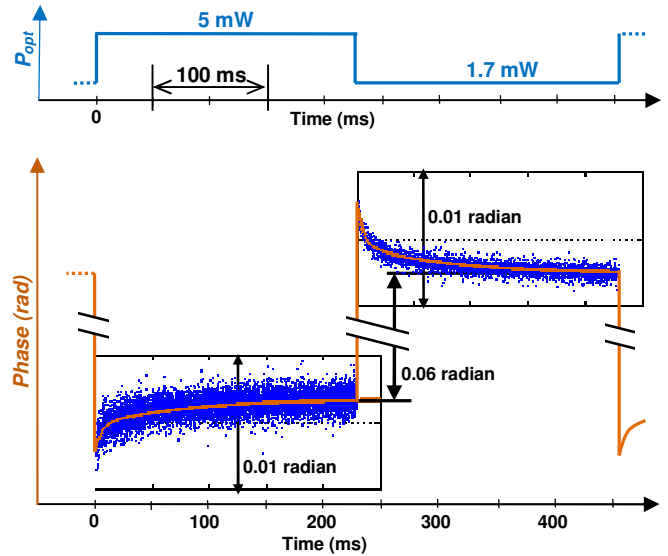 P_opt
5 mW
100 ms
1.7 mW
0
Time (ms)
Phase (rad)
0.01 radian
0.06 radian
0.01 radian
0 100 200 300 400
Time (ms)